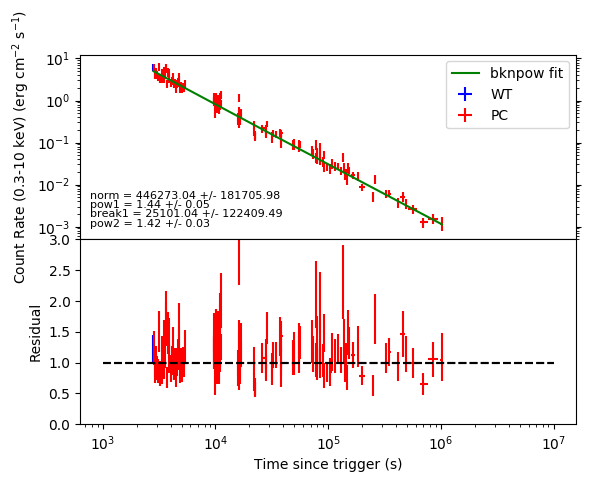 Count Rate (0.3-10 keV) (erg cm⁻² s⁻¹)
10¹
10⁰
10⁻¹
10⁻²
10⁻³
bknpow fit
WT
PC
norm = 446273.04 +/- 181705.98
pow1 = 1.44 +/- 0.05
break1 = 25101.04 +/- 122409.49
pow2 = 1.42 +/- 0.03
Residual
3.0
2.5
2.0
1.5
1.0
0.5
0.0
10³ 10⁴ 10⁵ 10⁶ 10⁷
Time since trigger (s)